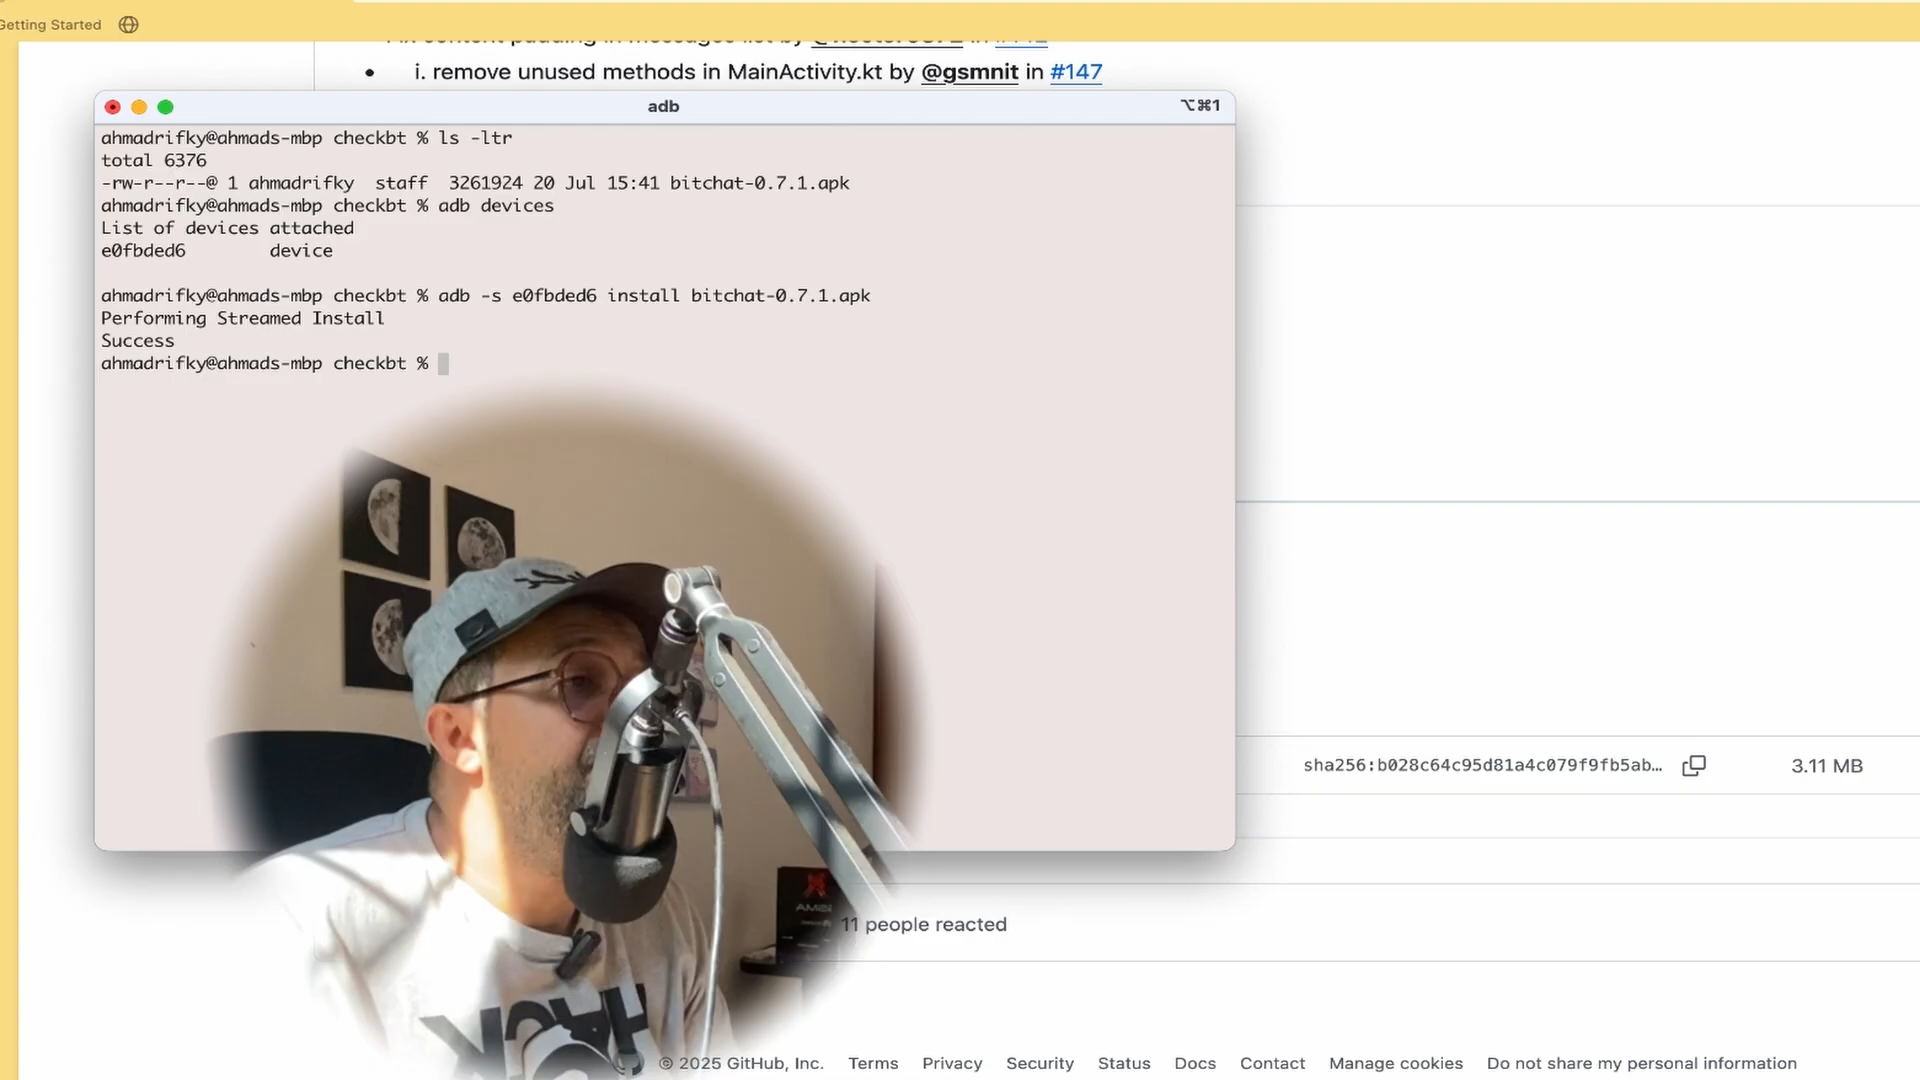 Getting Started
i. remove unused methods in MainActivity.kt by @gsmnit in #147
adb
⌥⌘1
ahmadrifky@ahmads-mbp checkbt % ls -ltr
total 6376
-rw-r--r--@ 1 ahmadrifky  staff  3261924 20 Jul 15:41 bitchat-0.7.1.apk
ahmadrifky@ahmads-mbp checkbt % adb devices
List of devices attached
e0fbded6        device
ahmadrifky@ahmads-mbp checkbt % adb -s e0fbded6 install bitchat-0.7.1.apk
Performing Streamed Install
Success
ahmadrifky@ahmads-mbp checkbt %
sha256:b028c64c95d81a4c079f9fb5ab…
3.11 MB
11 people reacted
© 2025 GitHub, Inc. Terms Privacy Security Status Docs Contact Manage cookies Do not share my personal information